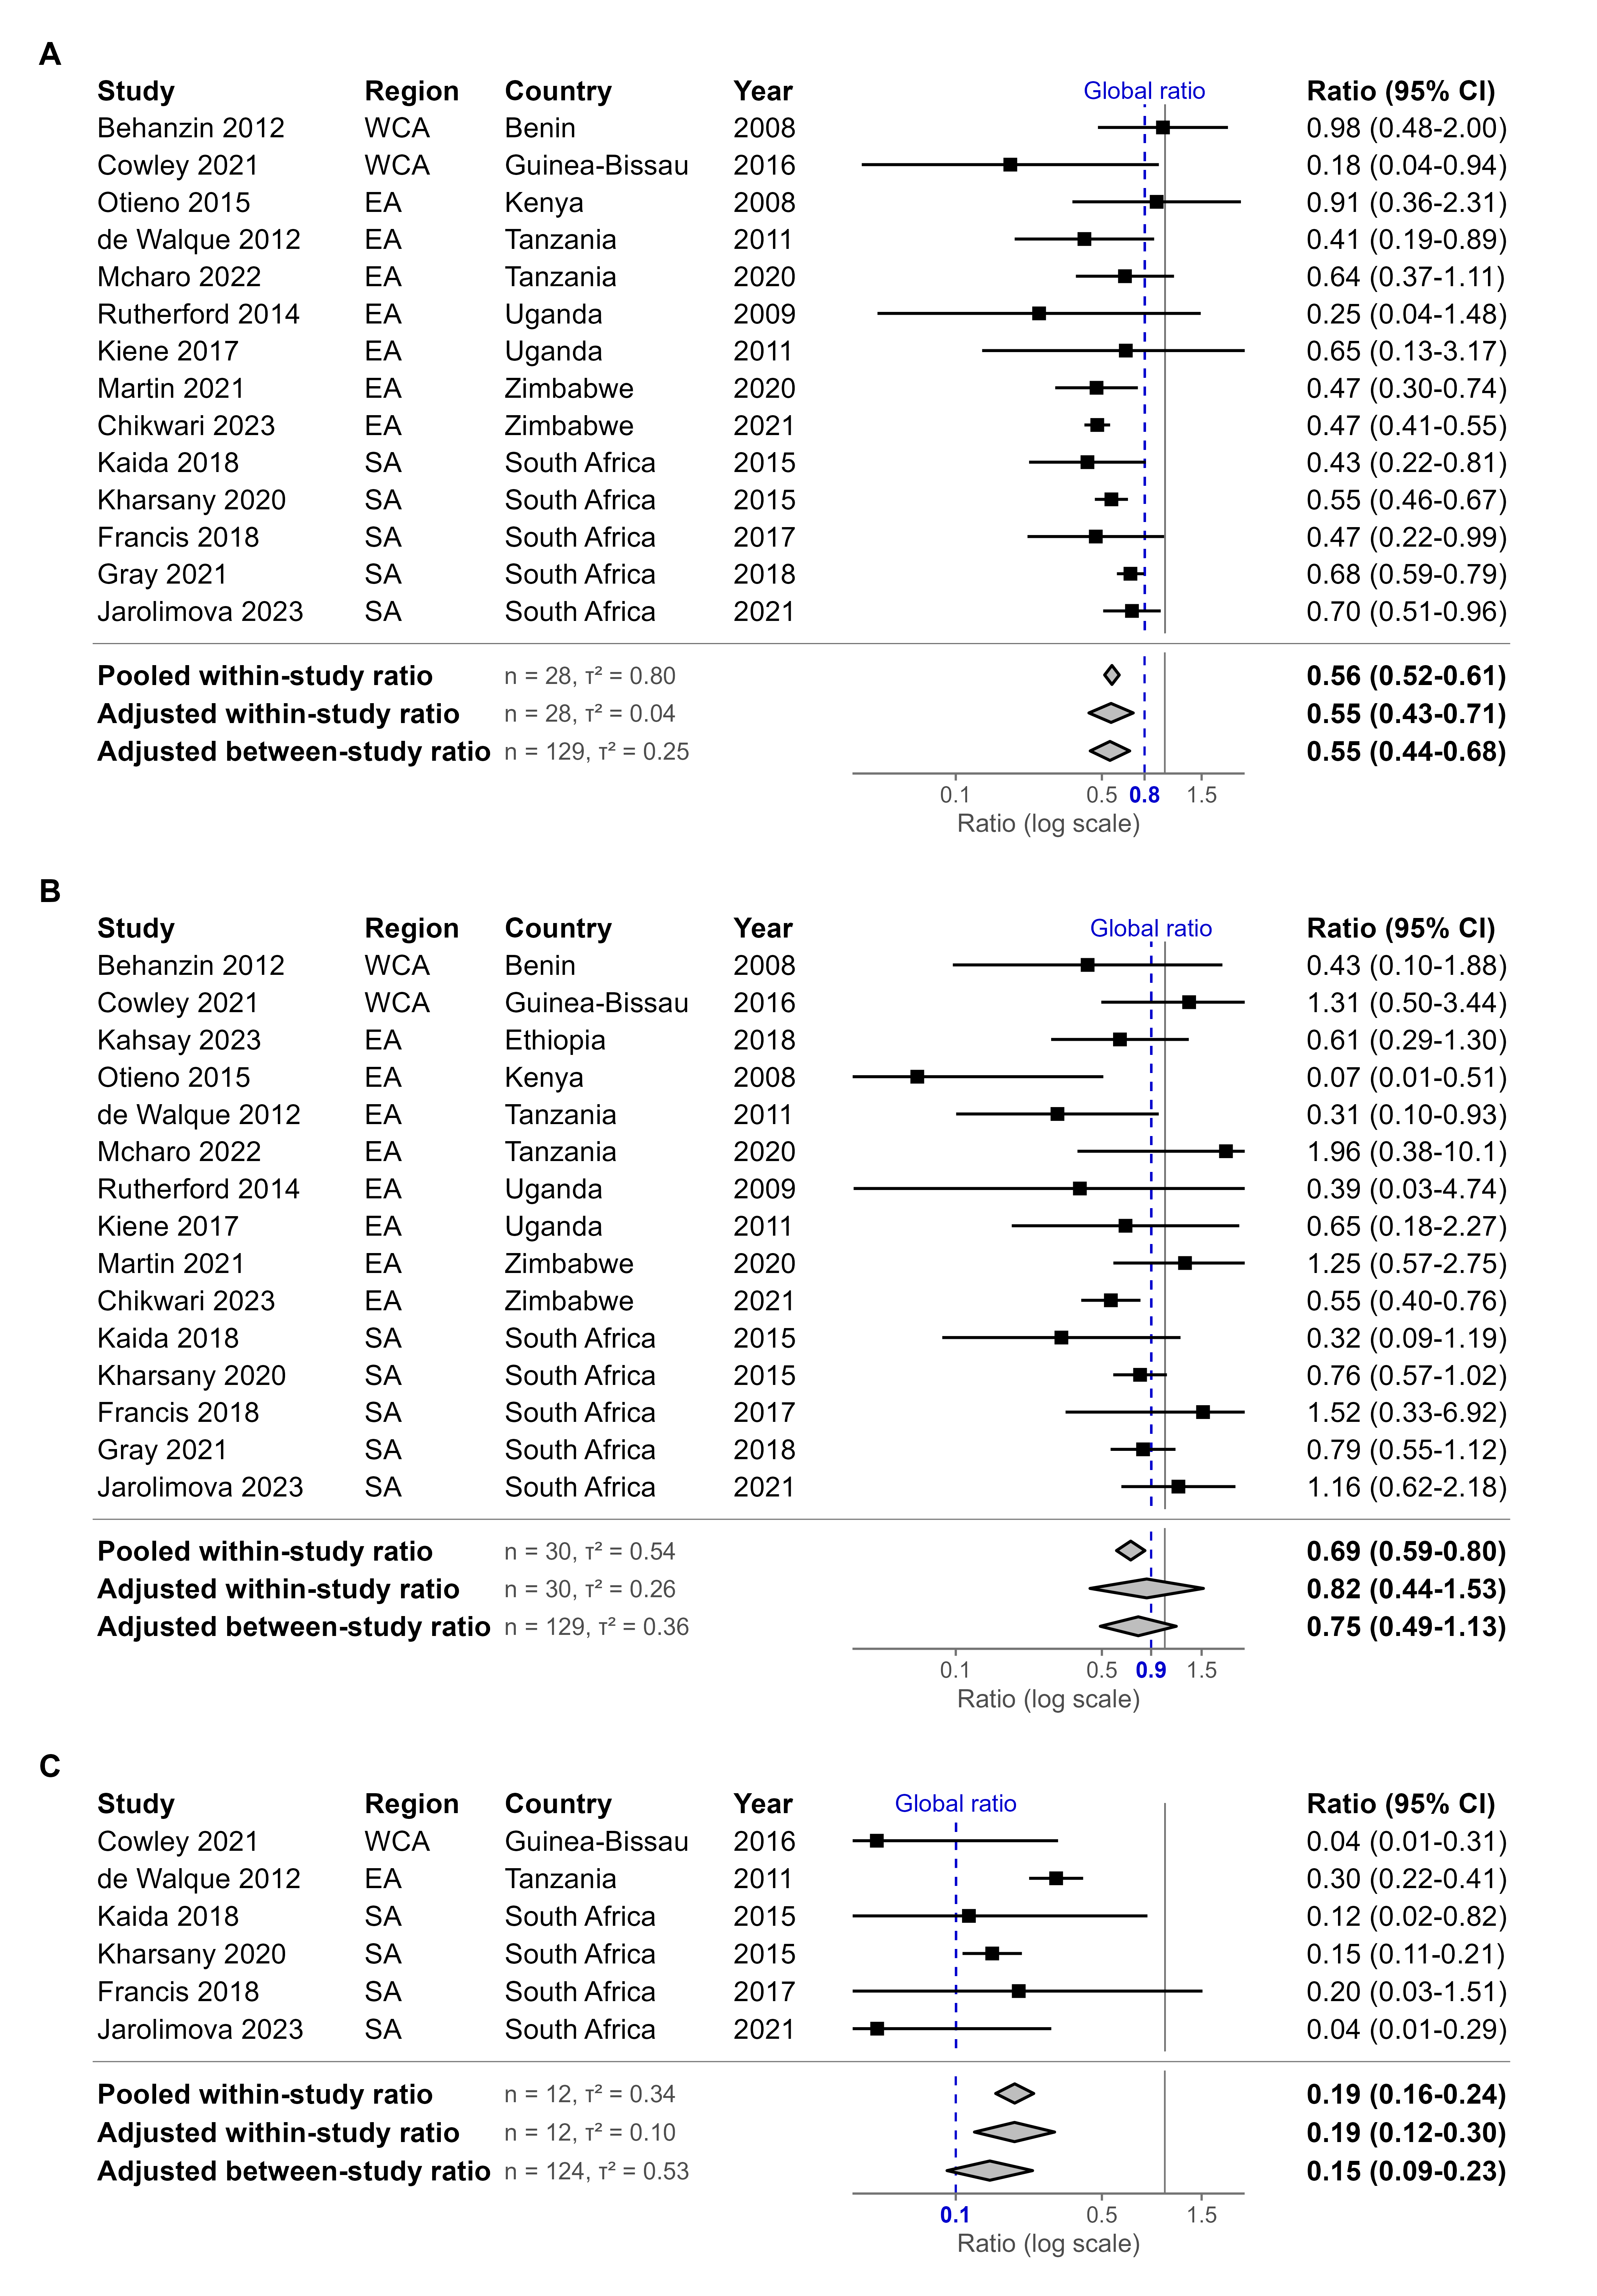 A
Study Region Country Year Global ratio Ratio (95% CI)
Behanzin 2012 WCA Benin 2008 0.98 (0.48-2.00)
Cowley 2021 WCA Guinea-Bissau 2016 0.18 (0.04-0.94)
Otieno 2015 EA Kenya 2008 0.91 (0.36-2.31)
de Walque 2012 EA Tanzania 2011 0.41 (0.19-0.89)
Mcharo 2022 EA Tanzania 2020 0.64 (0.37-1.11)
Rutherford 2014 EA Uganda 2009 0.25 (0.04-1.48)
Kiene 2017 EA Uganda 2011 0.65 (0.13-3.17)
Martin 2021 EA Zimbabwe 2020 0.47 (0.30-0.74)
Chikwari 2023 EA Zimbabwe 2021 0.47 (0.41-0.55)
Kaida 2018 SA South Africa 2015 0.43 (0.22-0.81)
Kharsany 2020 SA South Africa 2015 0.55 (0.46-0.67)
Francis 2018 SA South Africa 2017 0.47 (0.22-0.99)
Gray 2021 SA South Africa 2018 0.68 (0.59-0.79)
Jarolimova 2023 SA South Africa 2021 0.70 (0.51-0.96)
Pooled within-study ratio n = 28, τ² = 0.80 0.56 (0.52-0.61)
Adjusted within-study ratio n = 28, τ² = 0.04 0.55 (0.43-0.71)
Adjusted between-study ratio n = 129, τ² = 0.25 0.55 (0.44-0.68)
0.1 0.5 0.8 1.5
Ratio (log scale)
B
Study Region Country Year Global ratio Ratio (95% CI)
Behanzin 2012 WCA Benin 2008 0.43 (0.10-1.88)
Cowley 2021 WCA Guinea-Bissau 2016 1.31 (0.50-3.44)
Kahsay 2023 EA Ethiopia 2018 0.61 (0.29-1.30)
Otieno 2015 EA Kenya 2008 0.07 (0.01-0.51)
de Walque 2012 EA Tanzania 2011 0.31 (0.10-0.93)
Mcharo 2022 EA Tanzania 2020 1.96 (0.38-10.1)
Rutherford 2014 EA Uganda 2009 0.39 (0.03-4.74)
Kiene 2017 EA Uganda 2011 0.65 (0.18-2.27)
Martin 2021 EA Zimbabwe 2020 1.25 (0.57-2.75)
Chikwari 2023 EA Zimbabwe 2021 0.55 (0.40-0.76)
Kaida 2018 SA South Africa 2015 0.32 (0.09-1.19)
Kharsany 2020 SA South Africa 2015 0.76 (0.57-1.02)
Francis 2018 SA South Africa 2017 1.52 (0.33-6.92)
Gray 2021 SA South Africa 2018 0.79 (0.55-1.12)
Jarolimova 2023 SA South Africa 2021 1.16 (0.62-2.18)
Pooled within-study ratio n = 30, τ² = 0.54 0.69 (0.59-0.80)
Adjusted within-study ratio n = 30, τ² = 0.26 0.82 (0.44-1.53)
Adjusted between-study ratio n = 129, τ² = 0.36 0.75 (0.49-1.13)
0.1 0.5 0.9 1.5
Ratio (log scale)
C
Study Region Country Year Global ratio Ratio (95% CI)
Cowley 2021 WCA Guinea-Bissau 2016 0.04 (0.01-0.31)
de Walque 2012 EA Tanzania 2011 0.30 (0.22-0.41)
Kaida 2018 SA South Africa 2015 0.12 (0.02-0.82)
Kharsany 2020 SA South Africa 2015 0.15 (0.11-0.21)
Francis 2018 SA South Africa 2017 0.20 (0.03-1.51)
Jarolimova 2023 SA South Africa 2021 0.04 (0.01-0.29)
Pooled within-study ratio n = 12, τ² = 0.34 0.19 (0.16-0.24)
Adjusted within-study ratio n = 12, τ² = 0.10 0.19 (0.12-0.30)
Adjusted between-study ratio n = 124, τ² = 0.53 0.15 (0.09-0.23)
0.1 0.5 1.5
Ratio (log scale)